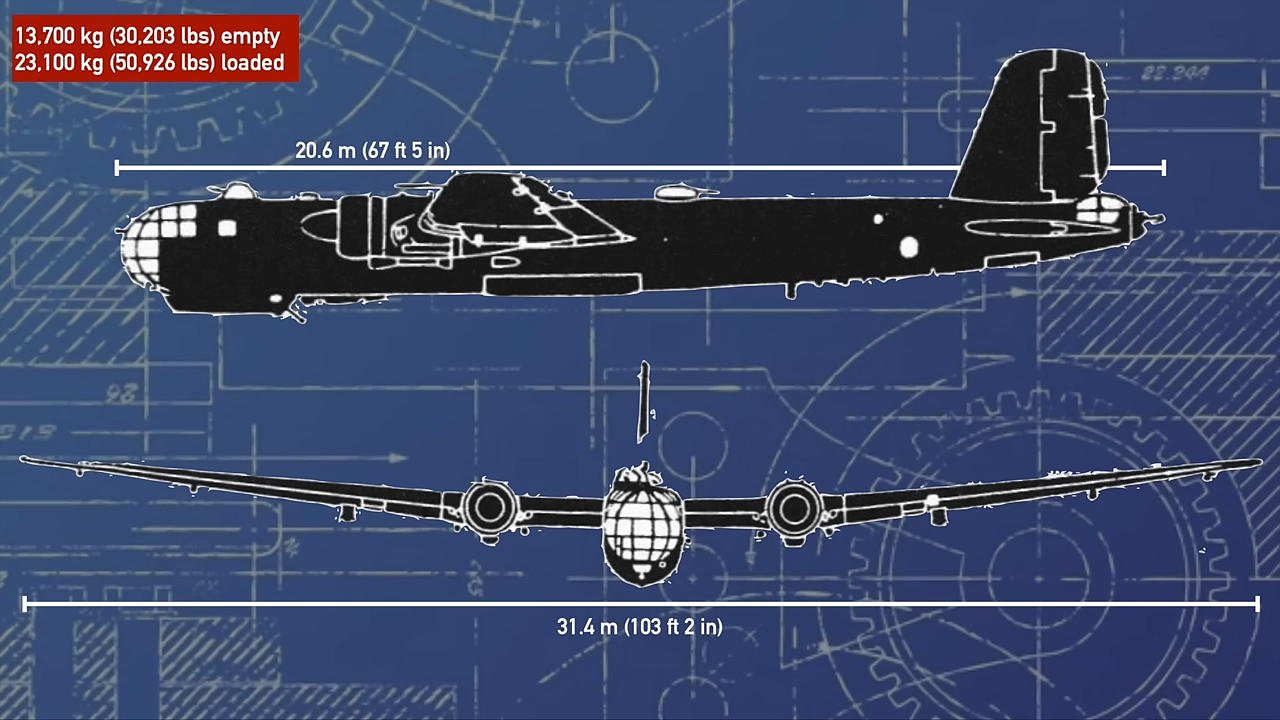 13,700 kg (30,203 lbs) empty
23,100 kg (50,926 lbs) loaded
20.6 m (67 ft 5 in)
31.4 m (103 ft 2 in)